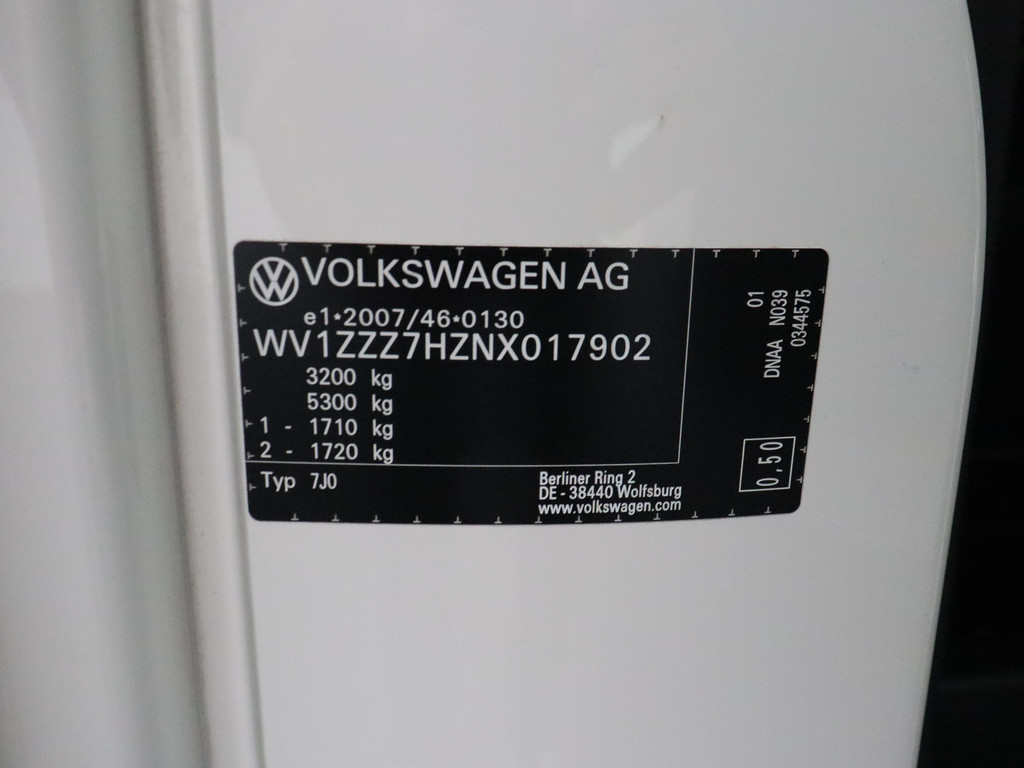 VOLKSWAGEN AG
e1*2007/46*0130
WV1ZZZ7HZNX017902
3200 kg
5300 kg
1 - 1710 kg
2 - 1720 kg
Typ 7J0
Berliner Ring 2
DE - 38440 Wolfsburg
www.volkswagen.com
01
DNAA N039
0344575
0,50